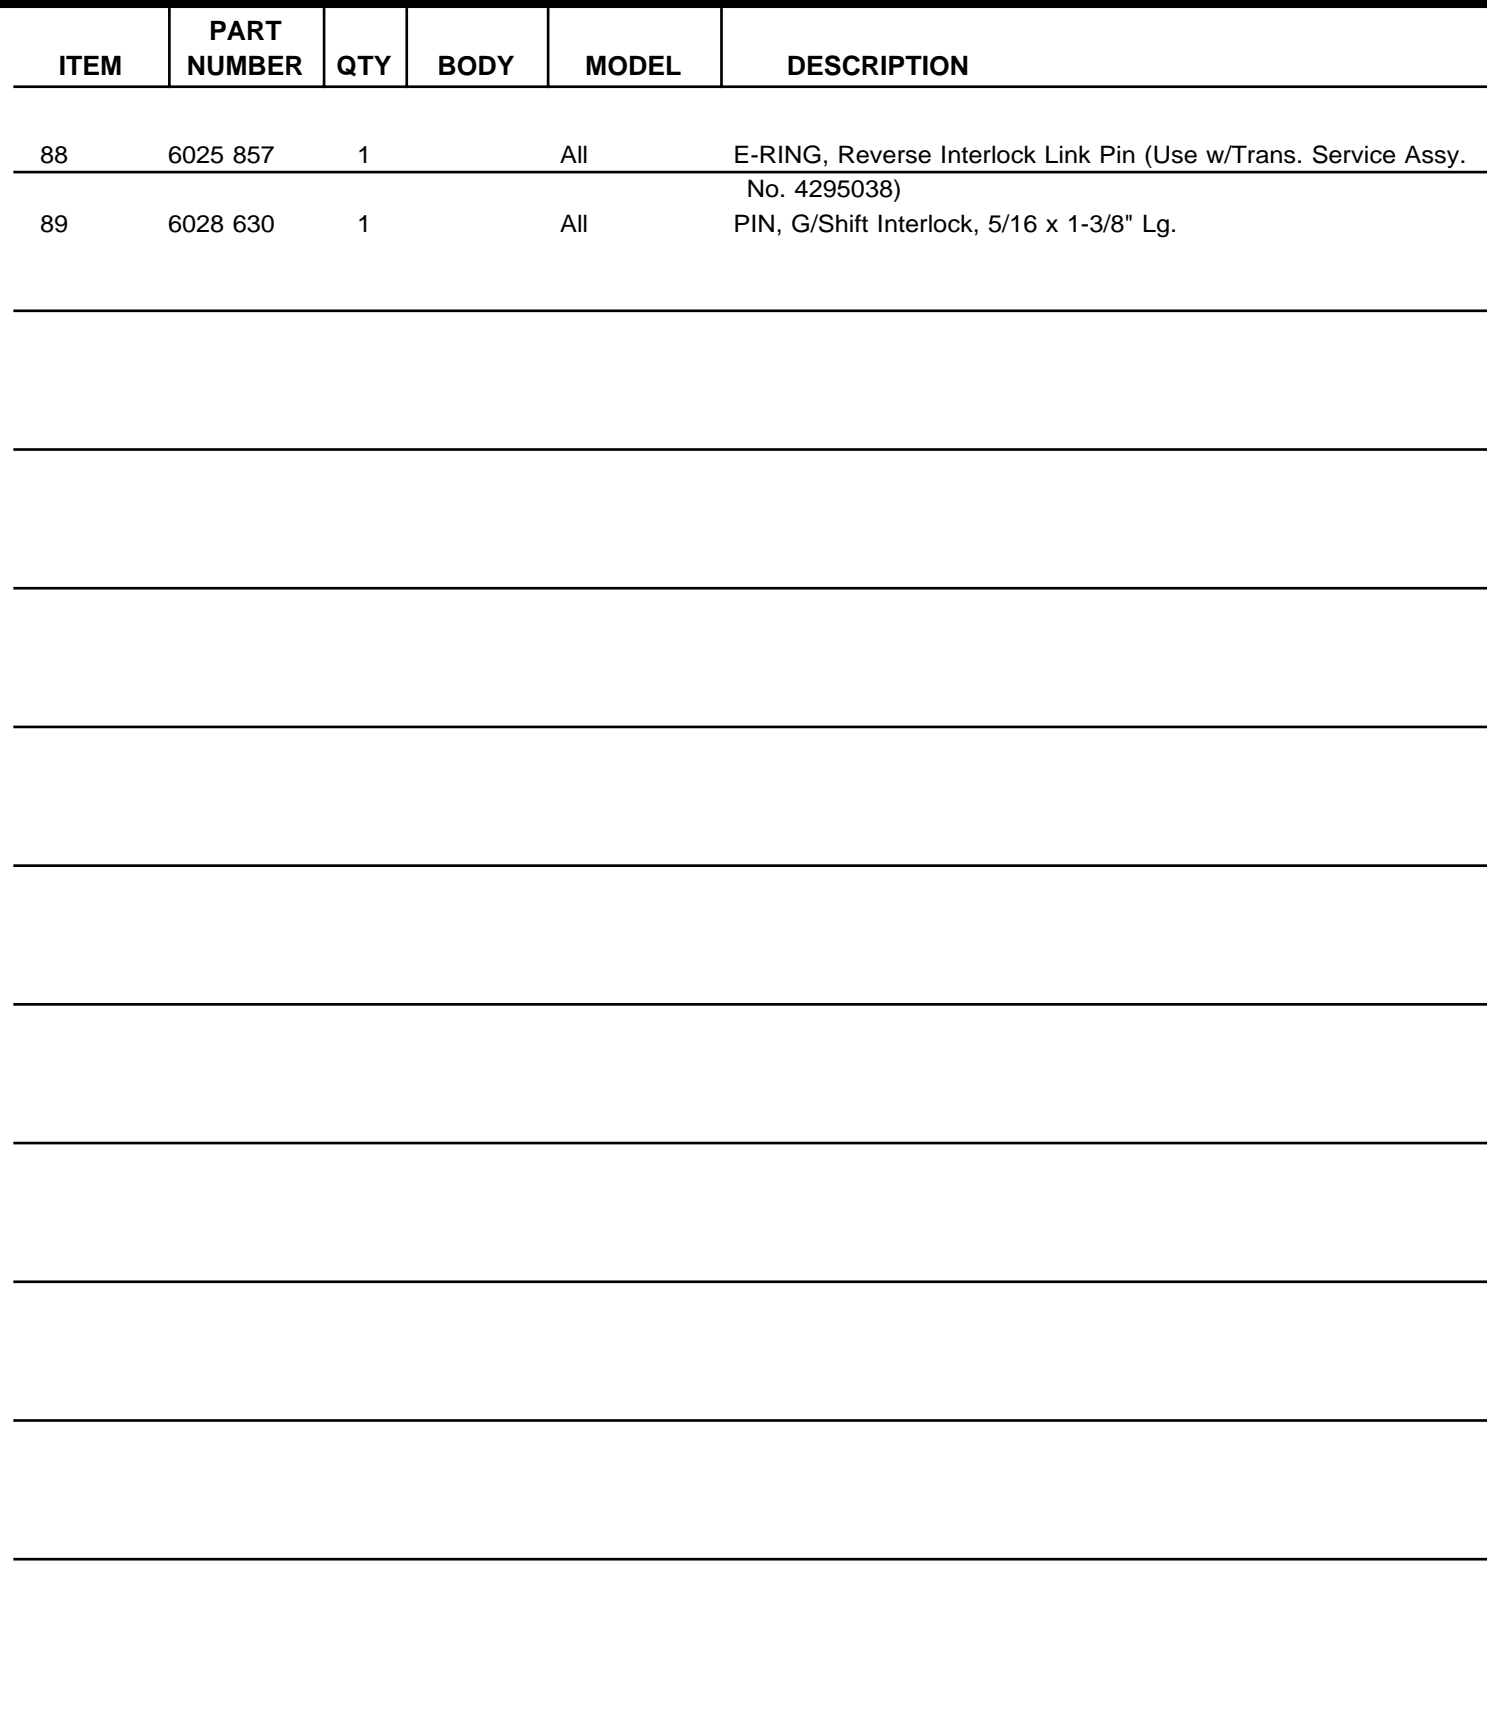 PART
ITEM NUMBER QTY BODY MODEL DESCRIPTION
88 6025 857 1 All E-RING, Reverse Interlock Link Pin (Use w/Trans. Service Assy.
No. 4295038)
89 6028 630 1 All PIN, G/Shift Interlock, 5/16 x 1-3/8" Lg.